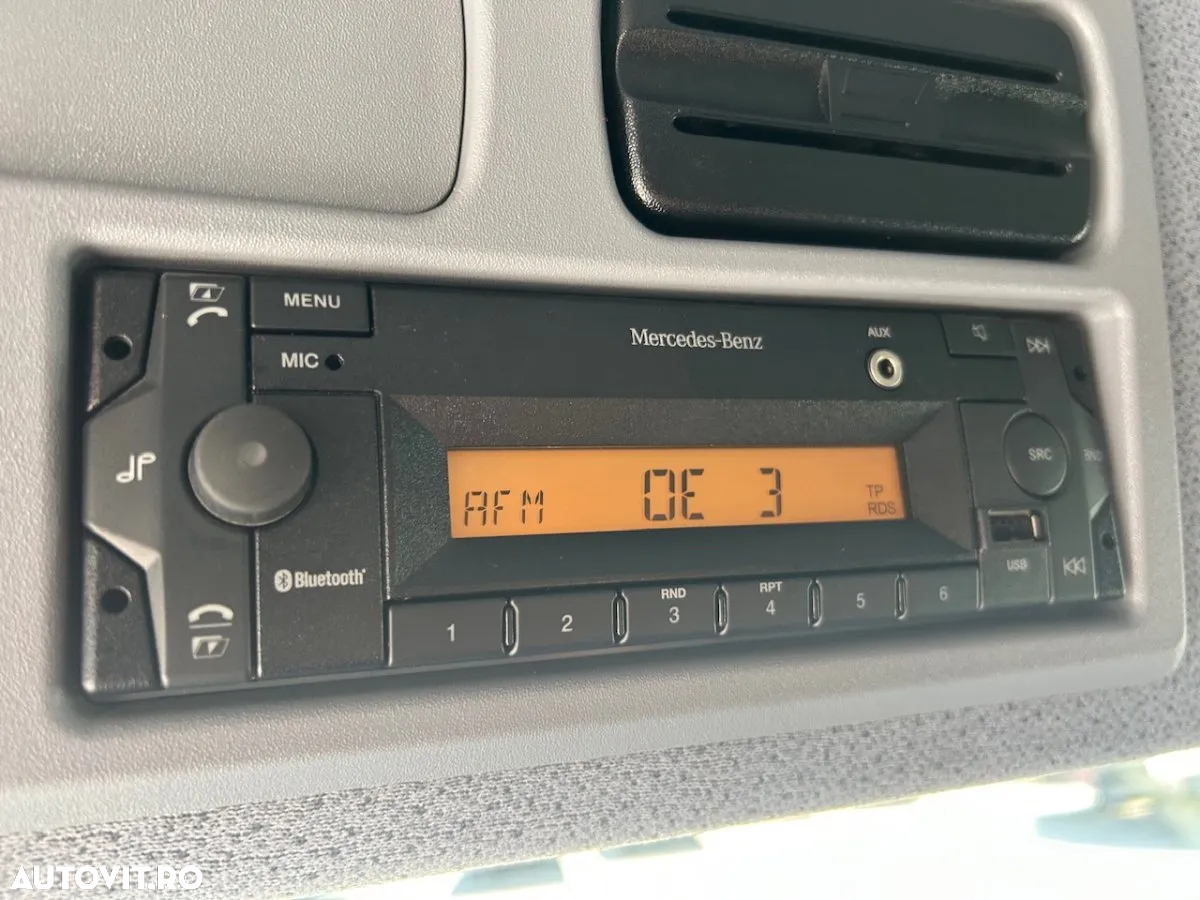 MENU
MIC
Mercedes-Benz
AUX
SRC
BND
AFM OE 3
TP
RDS
Bluetooth
USB
1
2
RND
3
RPT
4
5
6
AUTOVIT.RO